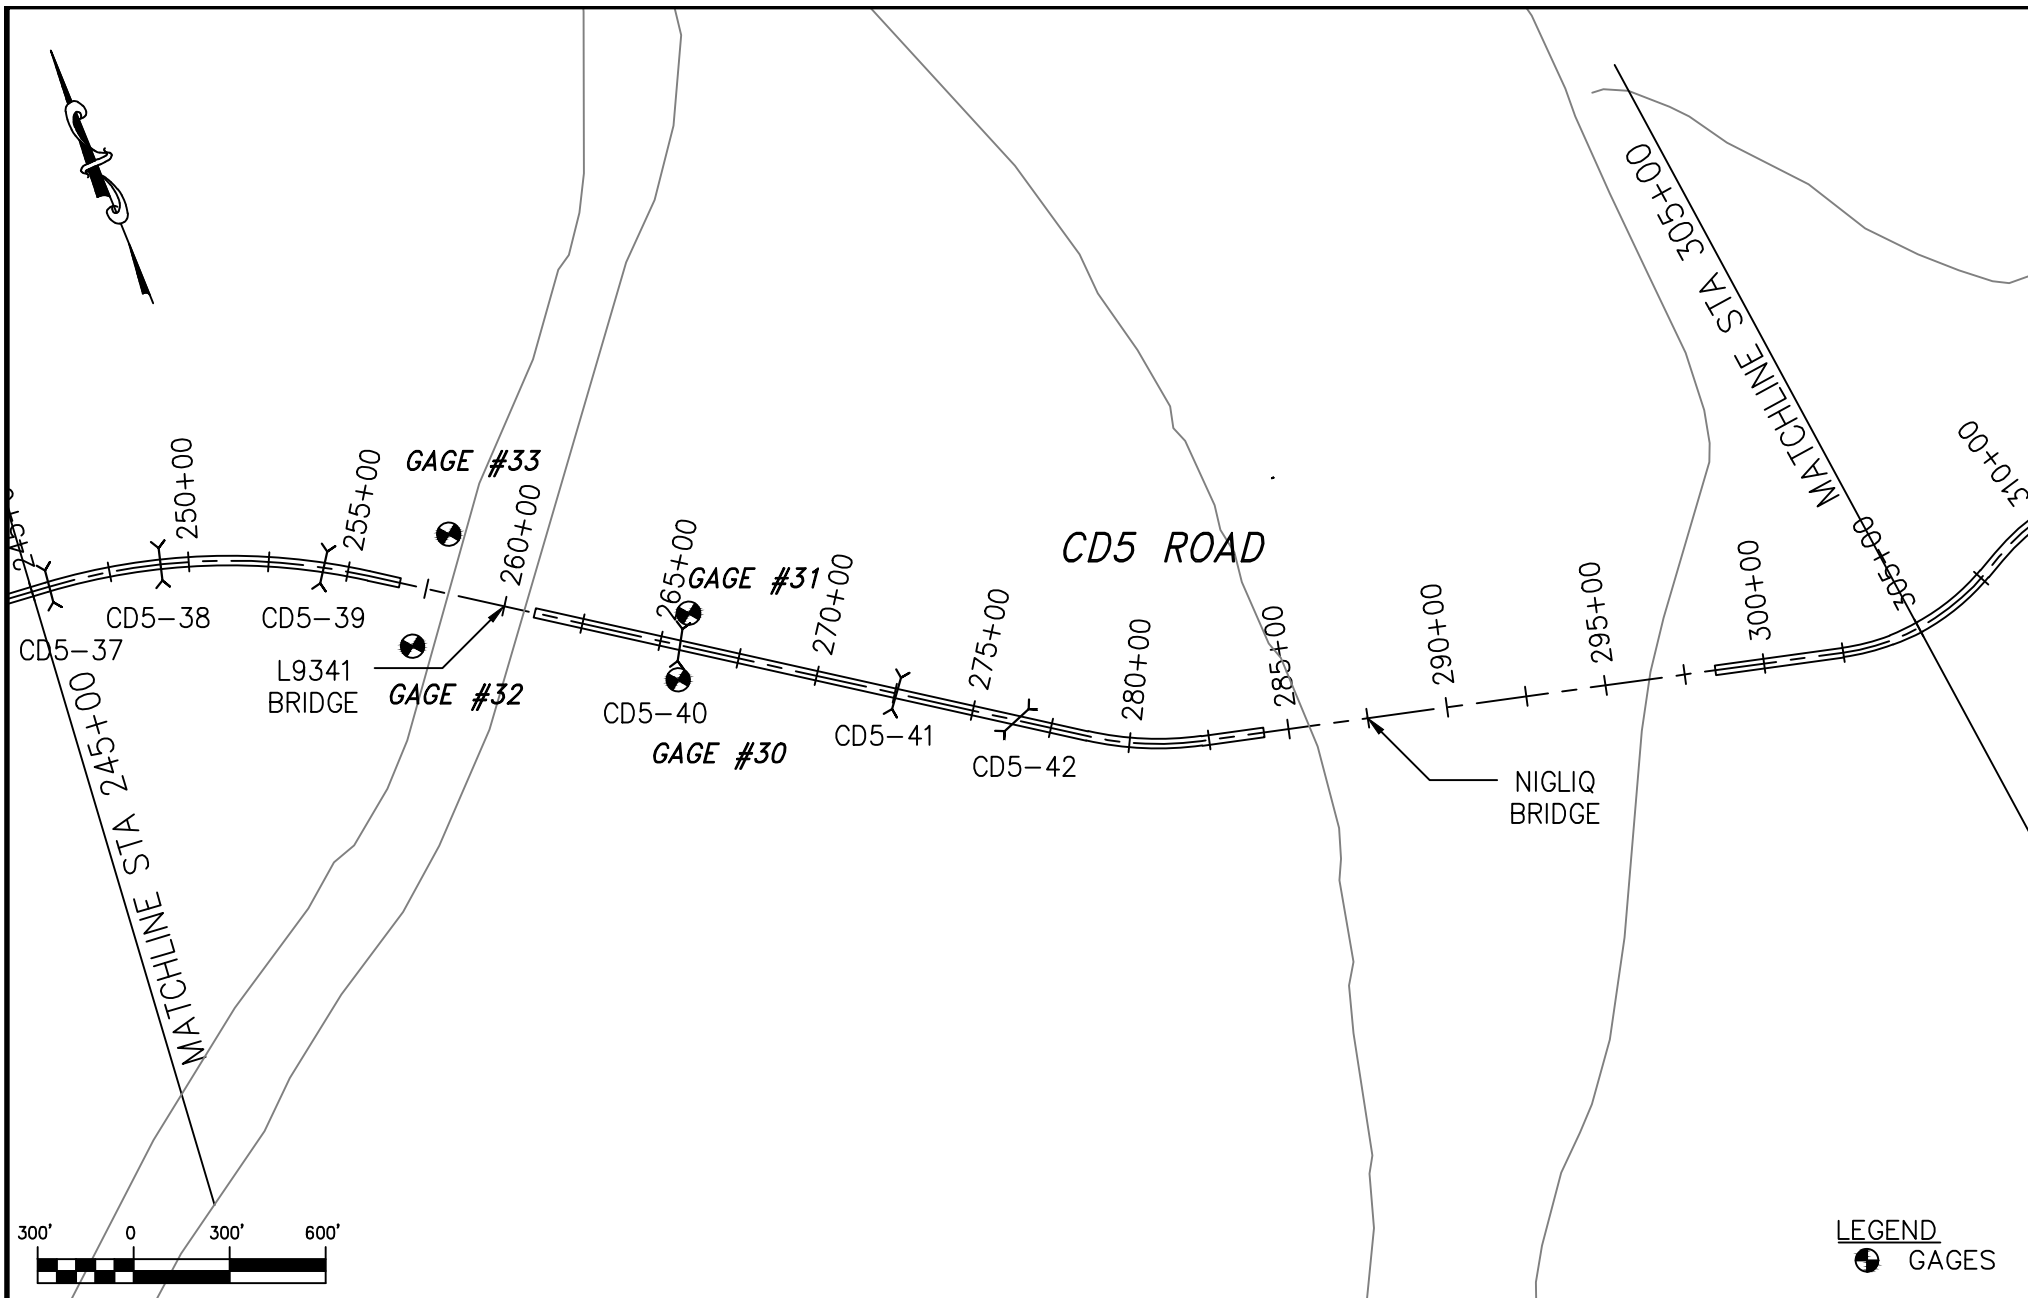 MATCHLINE STA 305+00
310+00
GAGE #33
250+00
255+00
260+00
265+00
GAGE #31
270+00
CD5 ROAD
275+00
280+00
285+00
290+00
295+00
300+00
305+00
CD5-37
CD5-38
CD5-39
L9341
BRIDGE
GAGE #32
CD5-40
GAGE #30
CD5-41
CD5-42
NIGLIQ
BRIDGE
MATCHLINE STA 245+00
300' 0 300' 600'
LEGEND
GAGES